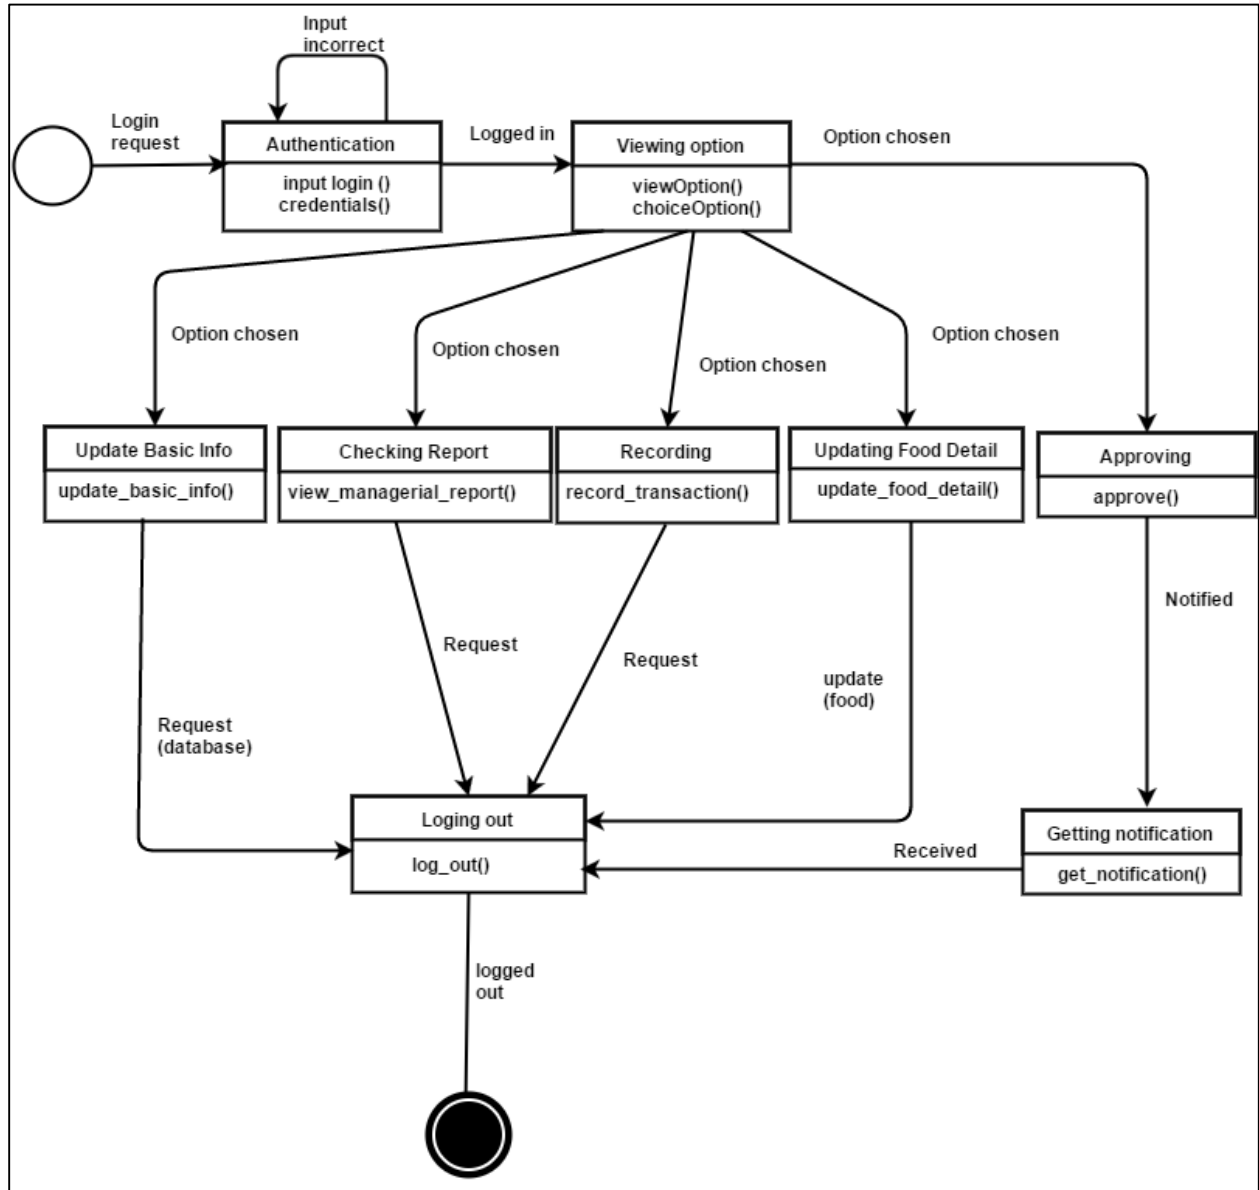 Input
incorrect
Login
request
Authentication
input login ()
credentials()
Logged in
Viewing option
viewOption()
choiceOption()
Option chosen
Option chosen
Option chosen
Option chosen
Option chosen
Update Basic Info
update_basic_info()
Checking Report
view_managerial_report()
Recording
record_transaction()
Updating Food Detail
update_food_detail()
Approving
approve()
Notified
Request
Request
update
(food)
Request
(database)
Loging out
log_out()
Received
Getting notification
get_notification()
logged
out